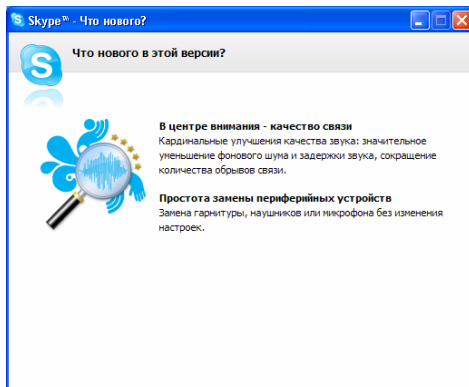 Skype™ - Что нового?
Что нового в этой версии?
В центре внимания - качество связи
Кардинальные улучшения качества звука: значительное
уменьшение фонового шума и задержки звука, сокращение
количества обрывов связи.
Простота замены периферийных устройств
Замена гарнитуры, наушников или микрофона без изменения
настроек.